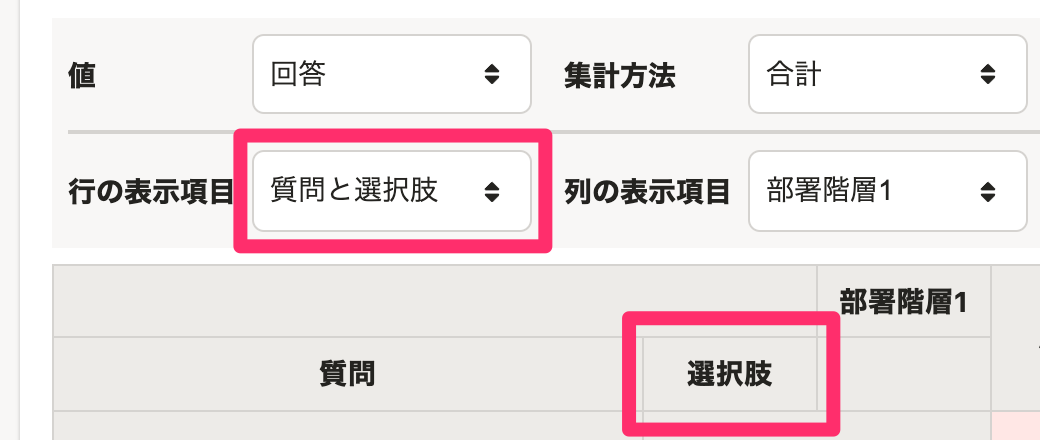 値 回答 集計方法 合計
行の表示項目 質問と選択肢 列の表示項目 部署階層1
部署階層1
質問 選択肢